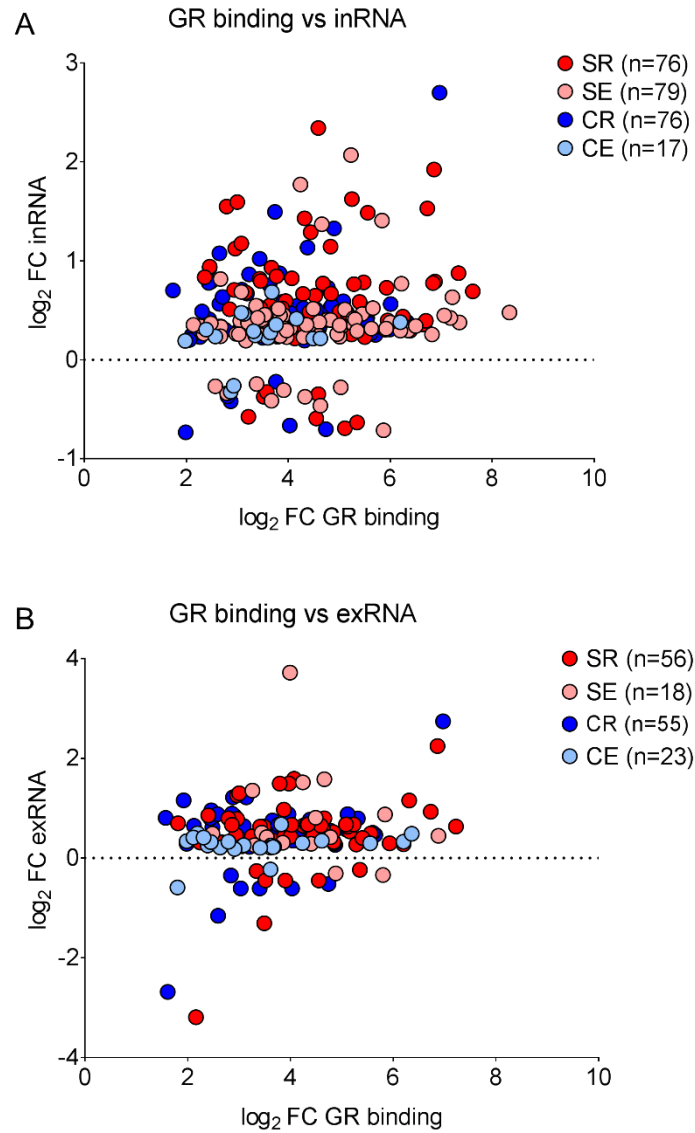 A
GR binding vs inRNA
SR (n=76)
SE (n=79)
CR (n=76)
CE (n=17)
log₂ FC inRNA
3
2
1
0
-1
0 2 4 6 8 10
log₂ FC GR binding
B
GR binding vs exRNA
SR (n=56)
SE (n=18)
CR (n=55)
CE (n=23)
log₂ FC exRNA
4
2
0
-2
-4
0 2 4 6 8 10
log₂ FC GR binding